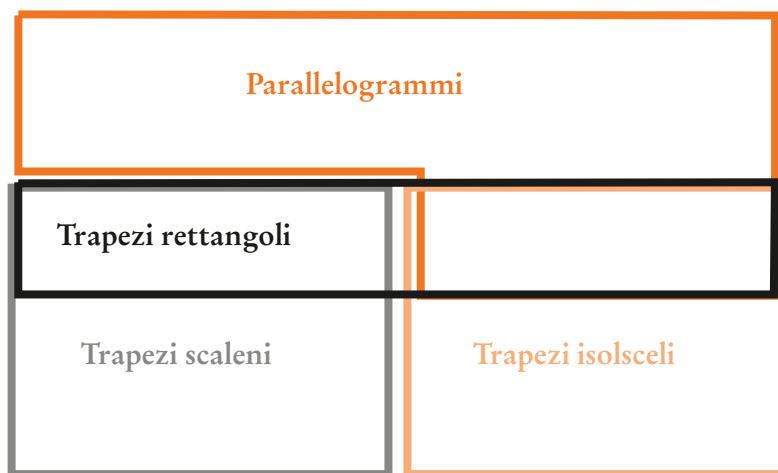 Parallelogrammi
Trapezi rettangoli
Trapezi scaleni
Trapezi isolsceli